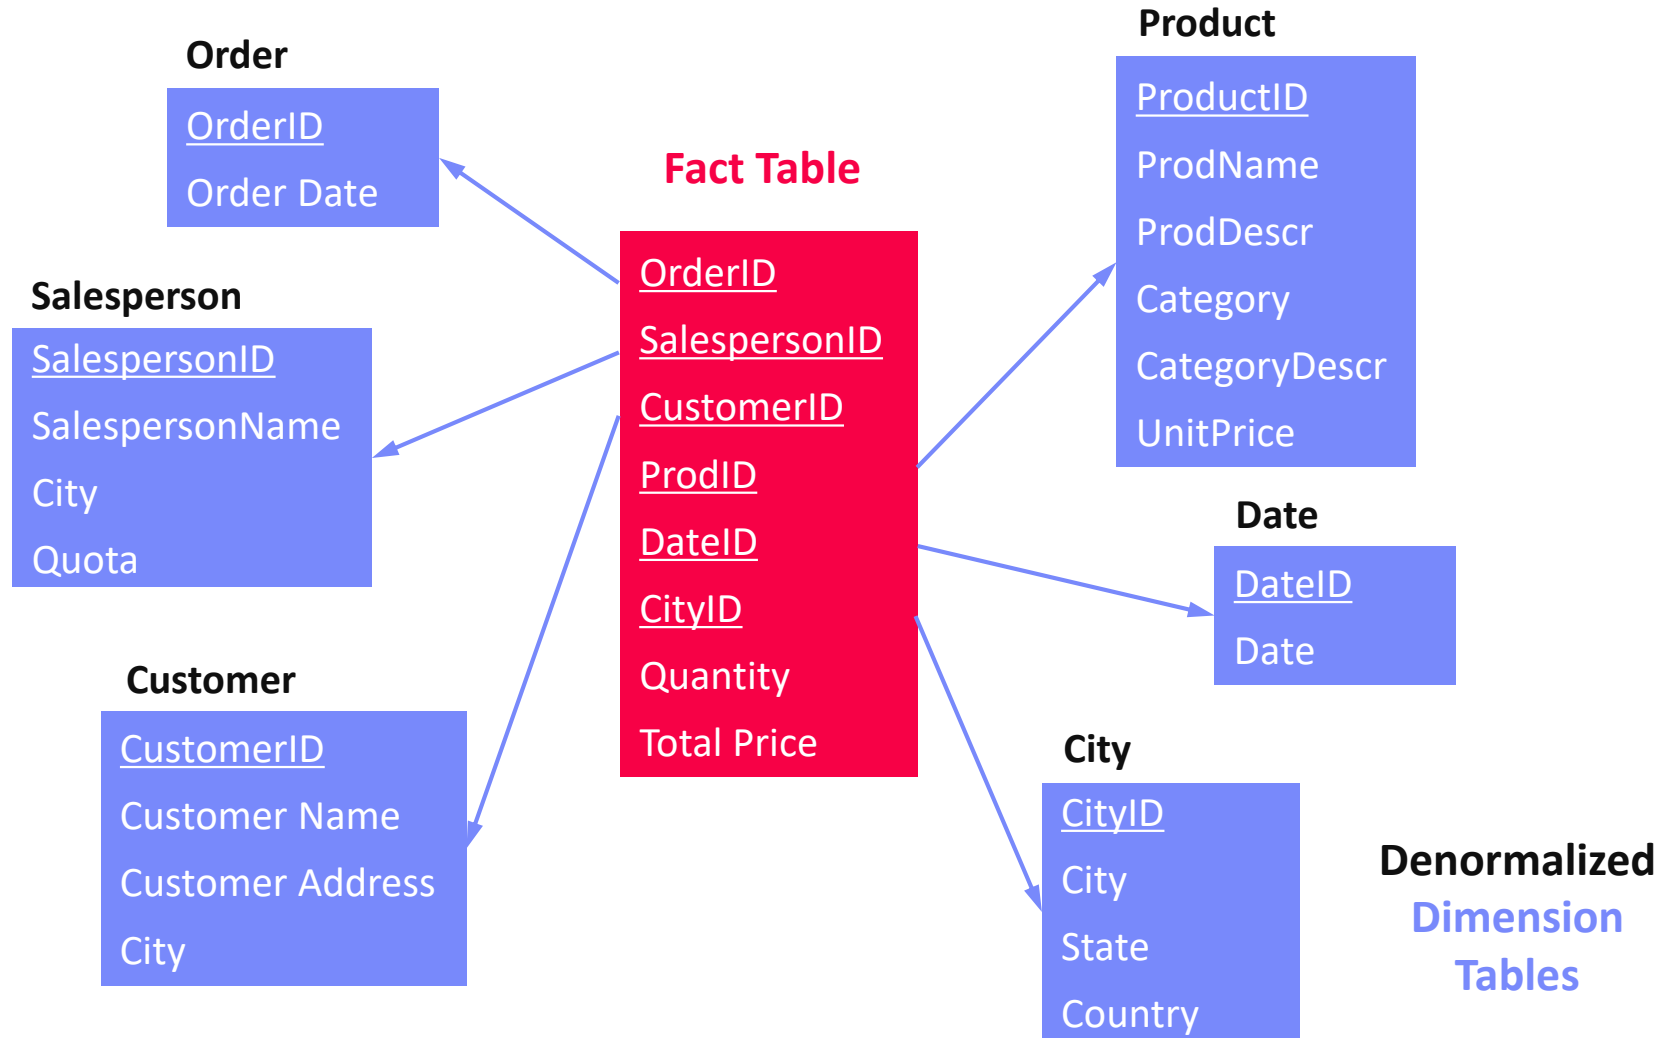 Order
OrderID
Order Date
Salesperson
SalespersonID
SalespersonName
City
Quota
Customer
CustomerID
Customer Name
Customer Address
City
Fact Table
OrderID
SalespersonID
CustomerID
ProdID
DateID
CityID
Quantity
Total Price
Product
ProductID
ProdName
ProdDescr
Category
CategoryDescr
UnitPrice
Date
DateID
Date
City
CityID
City
State
Country
Denormalized
Dimension
Tables